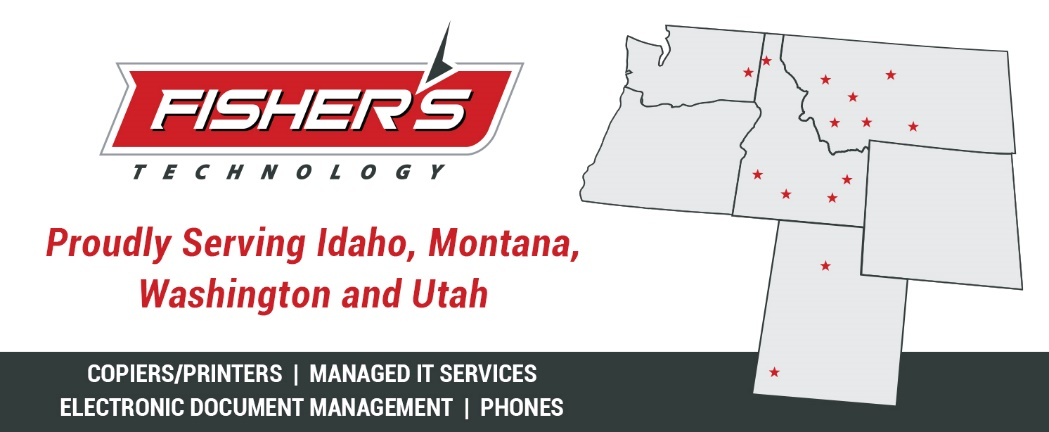 FISHER'S
TECHNOLOGY
Proudly Serving Idaho, Montana,
Washington and Utah
COPIERS/PRINTERS | MANAGED IT SERVICES
ELECTRONIC DOCUMENT MANAGEMENT | PHONES